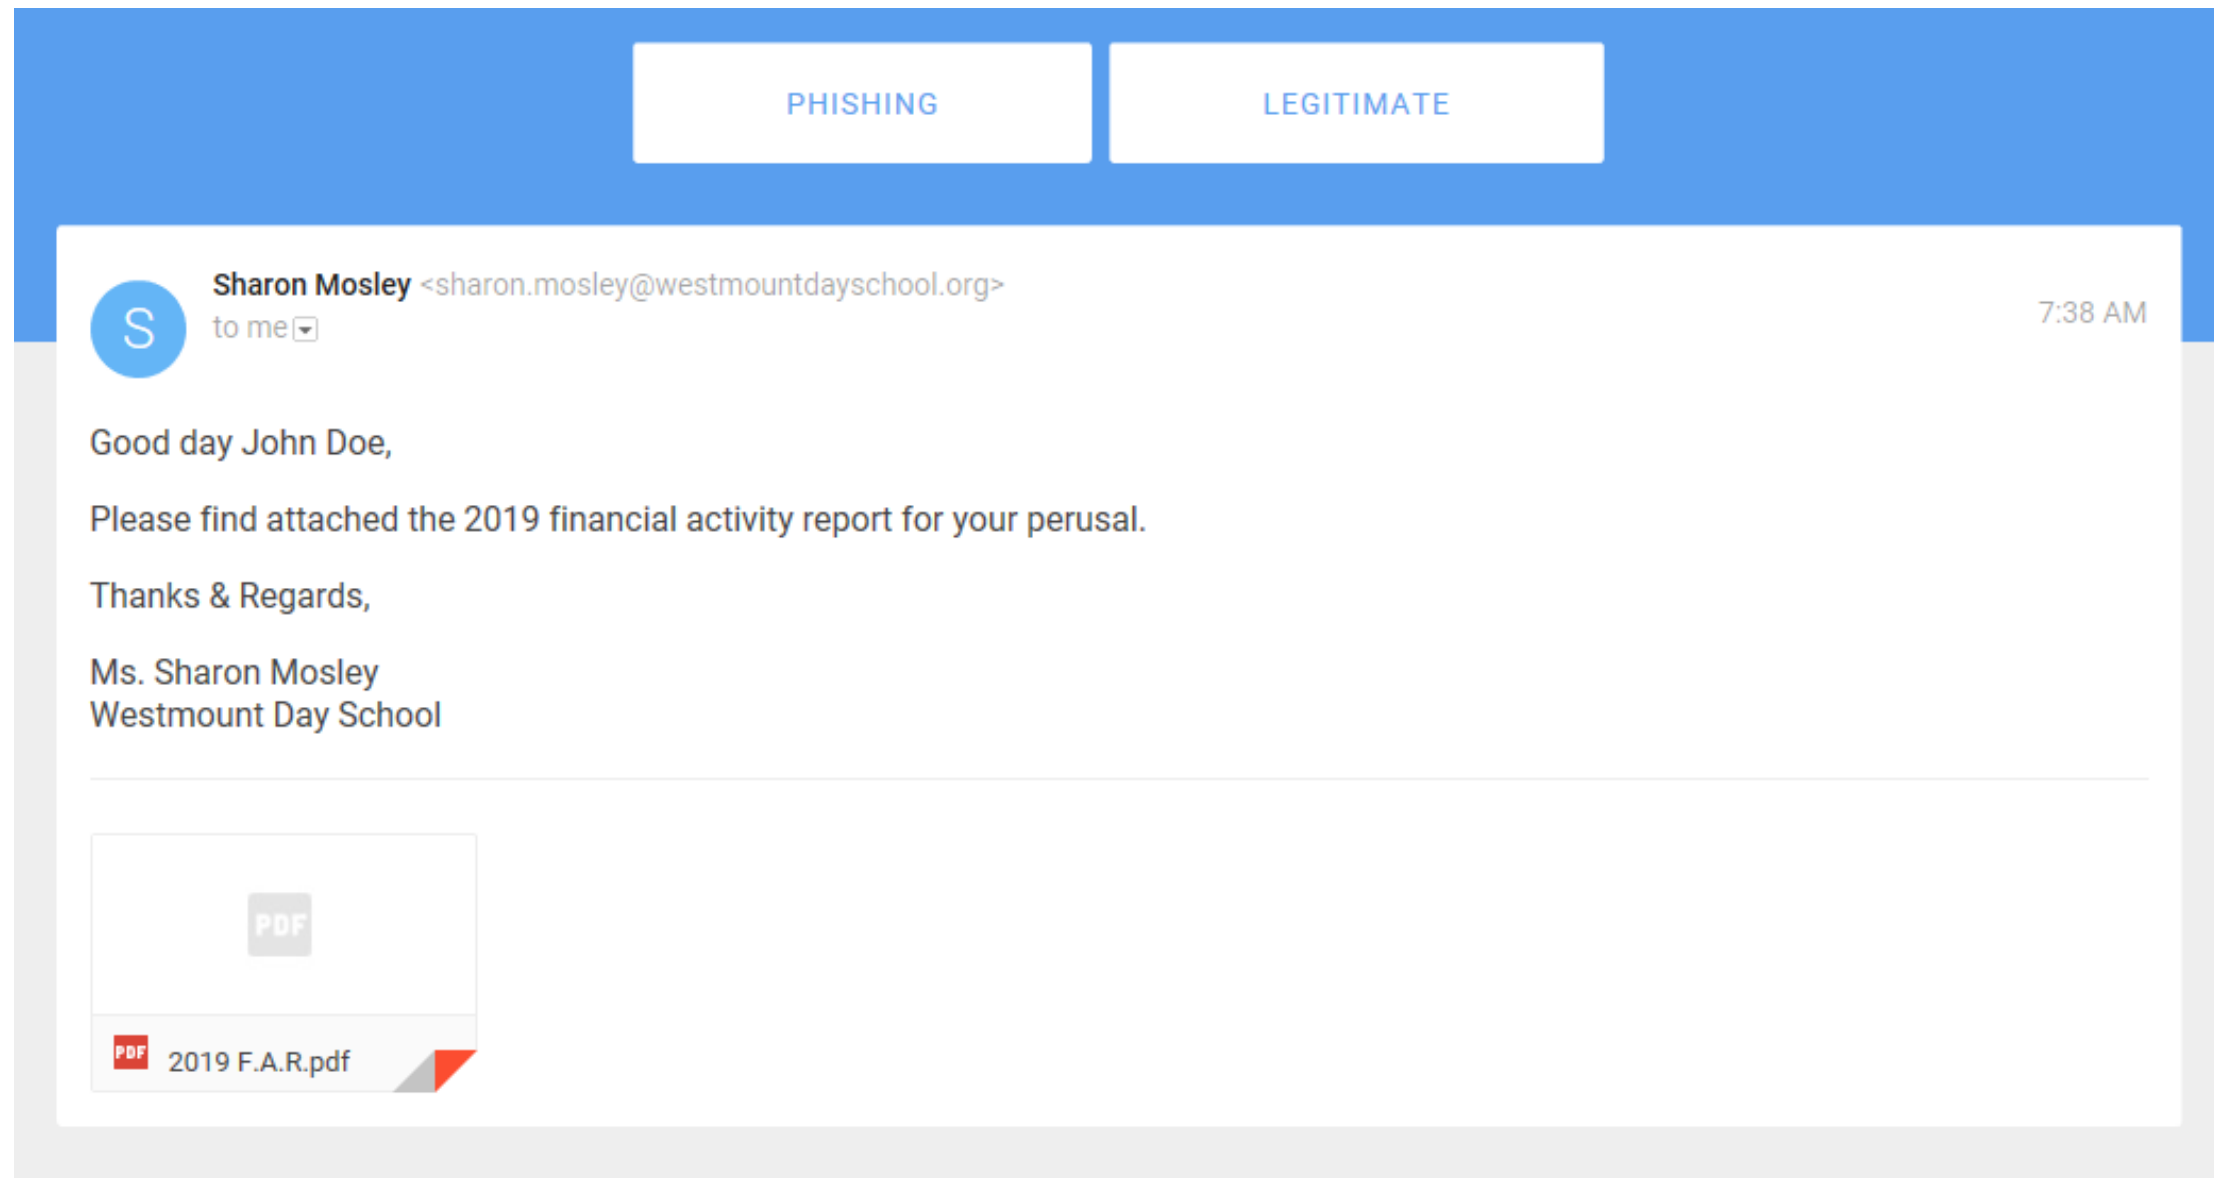 PHISHING
LEGITIMATE
Sharon Mosley <sharon.mosley@westmountdayschool.org>
to me
7:38 AM
S
Good day John Doe,
Please find attached the 2019 financial activity report for your perusal.
Thanks & Regards,
Ms. Sharon Mosley
Westmount Day School
PDF
PDF
2019 F.A.R.pdf